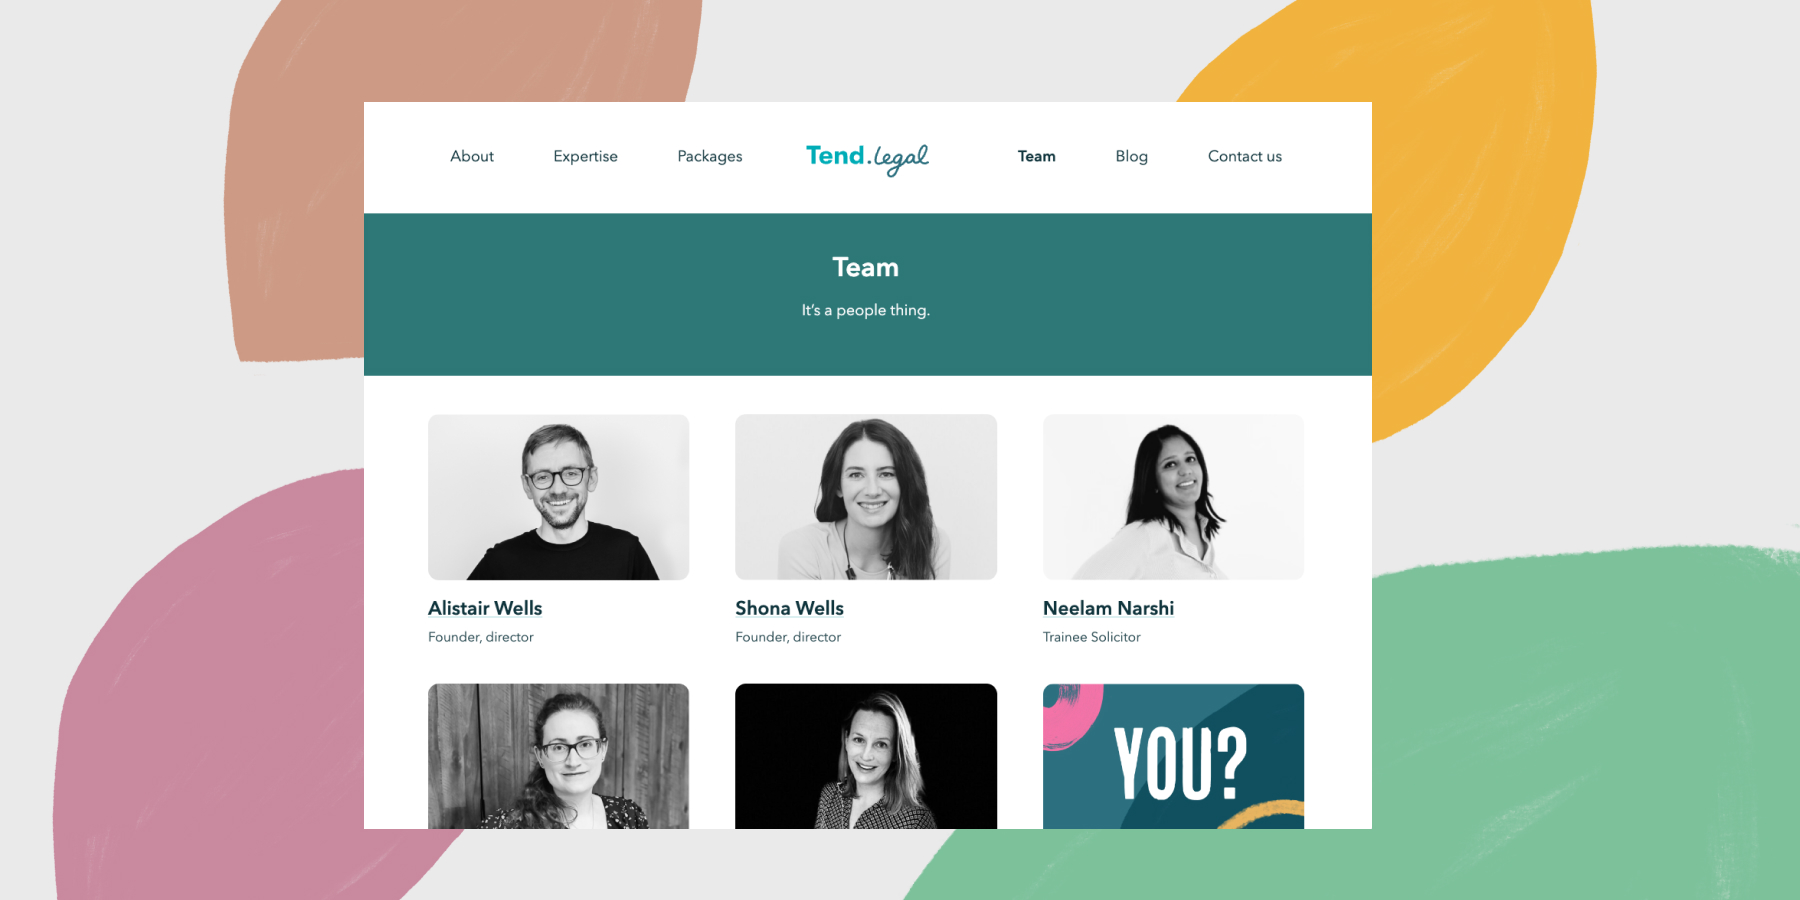 About Expertise Packages Tend.legal Team Blog Contact us
Team
It's a people thing.
Alistair Wells Shona Wells Neelam Narshi
Founder, director Founder, director Trainee Solicitor
YOU?